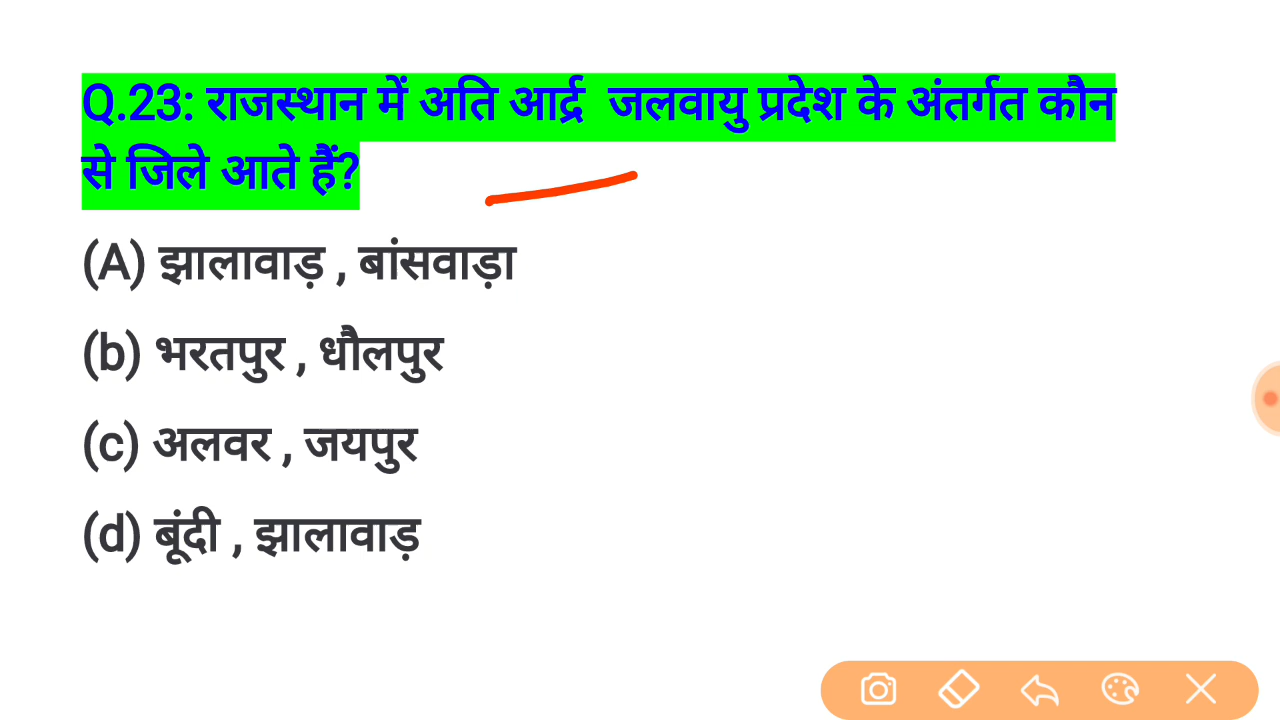 Q.23: राजस्थान में अति आर्द्र जलवायु प्रदेश के अंतर्गत कौन
से जिले आते हैं?
(A) झालावाड़ , बांसवाड़ा
(b) भरतपुर , धौलपुर
(c) अलवर , जयपुर
(d) बूंदी , झालावाड़